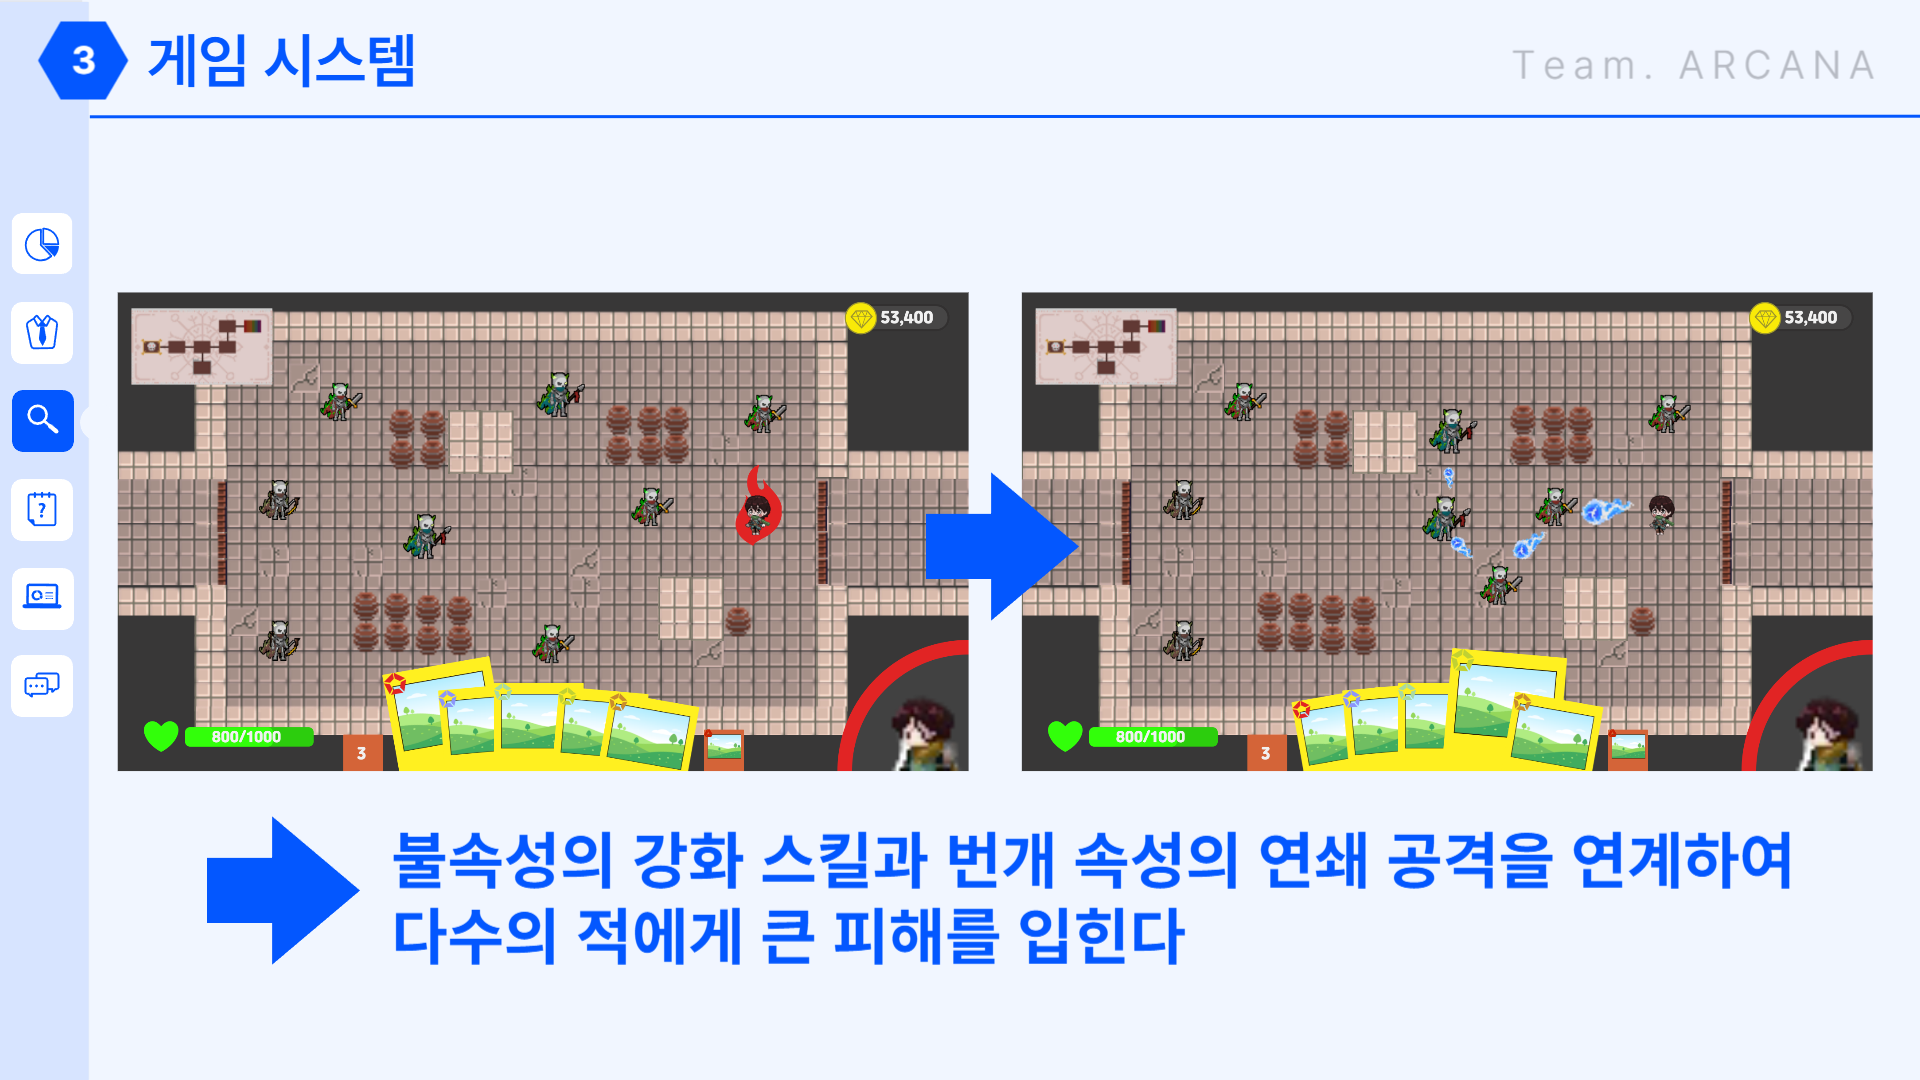 3 게임 시스템
Team. ARCANA
53,400
800/1000
3
53,400
800/1000
3
?
불속성의 강화 스킬과 번개 속성의 연쇄 공격을 연계하여
다수의 적에게 큰 피해를 입힌다